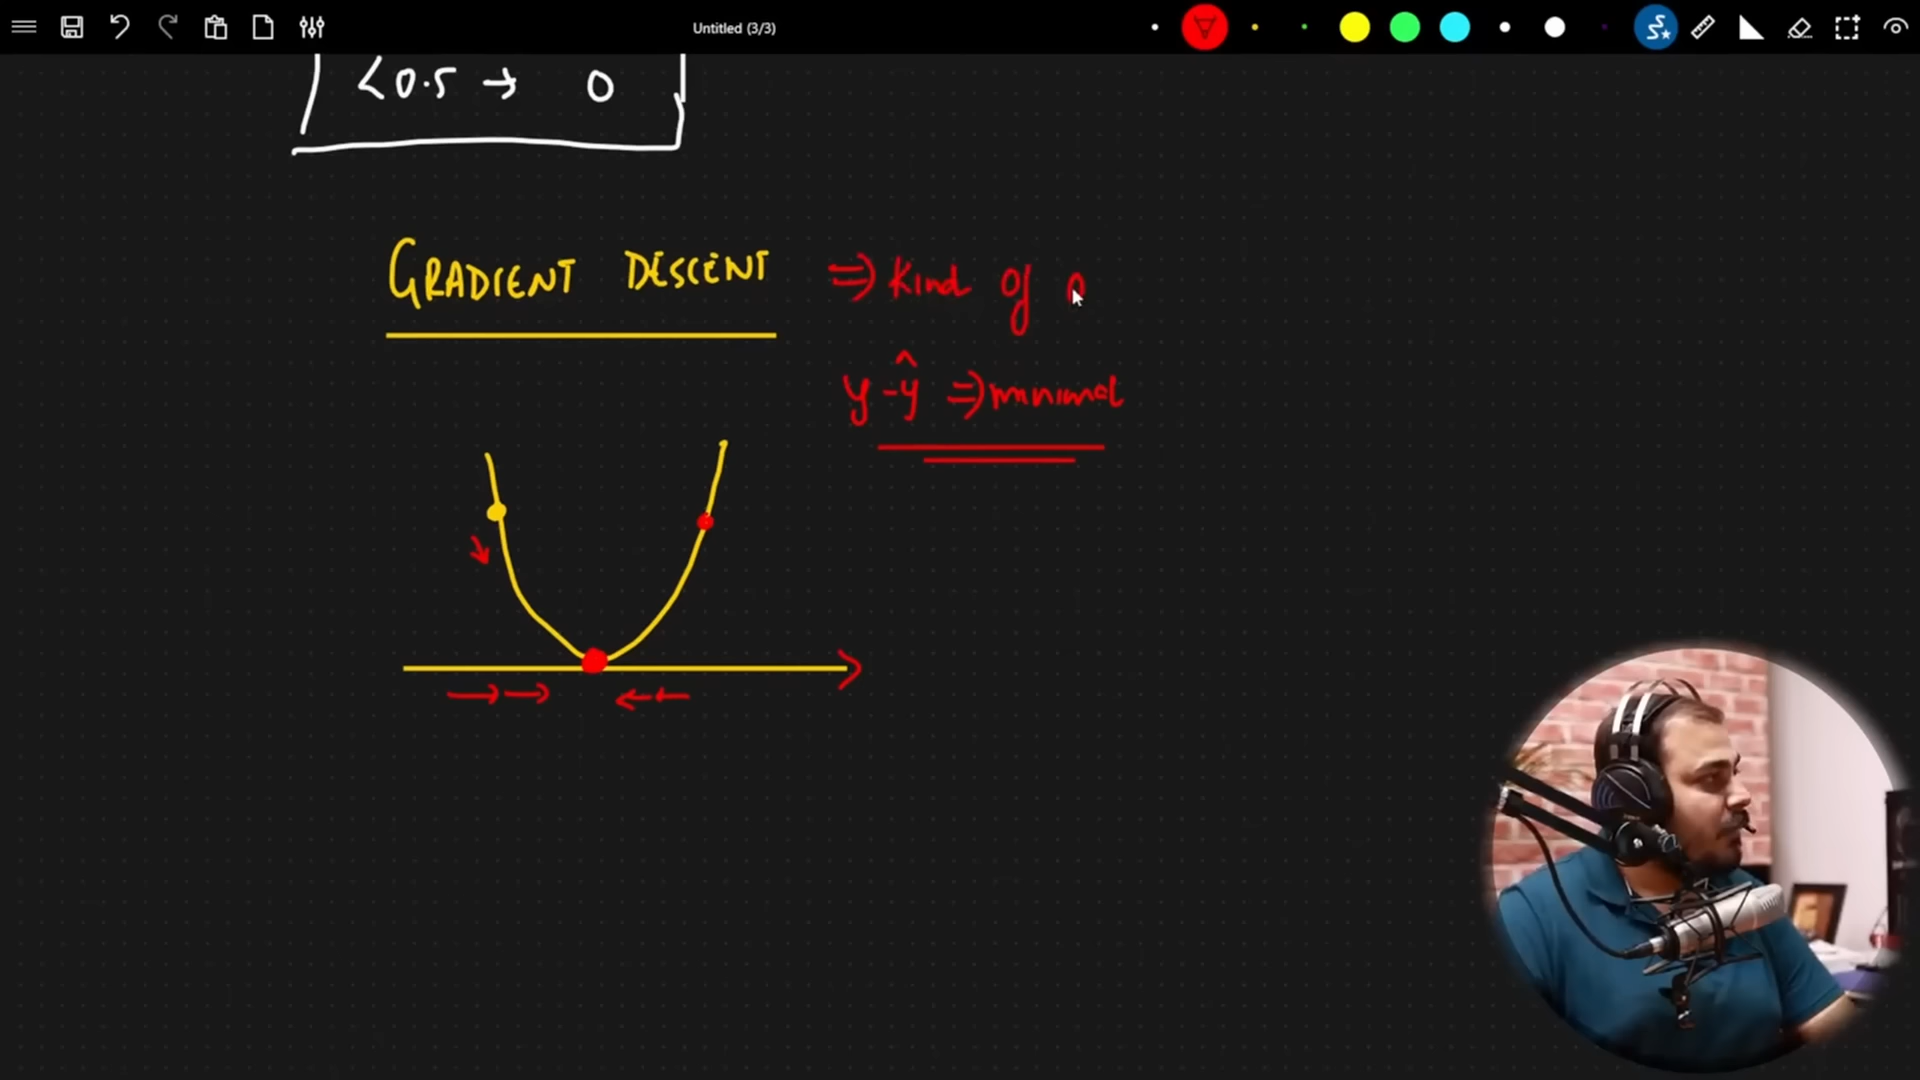 Untitled (3/3)
<0.5 → 0
GRADIENT DESCENT ⇒ Kind of
y - ŷ ⇒ minimal